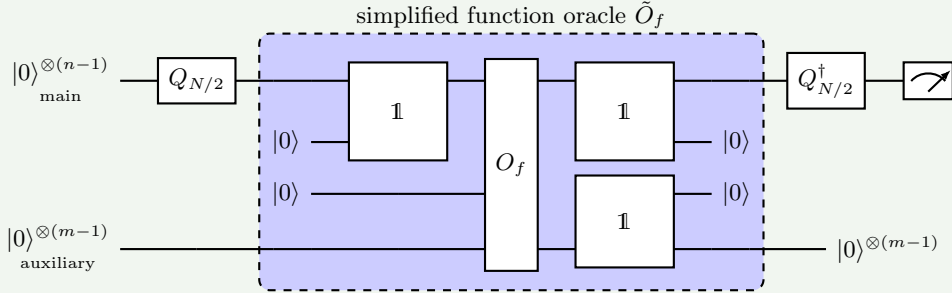 simplified function oracle Õ_f
|0⟩^{⊗(n−1)} Q_{N/2} Q†_{N/2}
main
𝟙 𝟙
|0⟩ |0⟩
O_f
|0⟩ |0⟩
𝟙
|0⟩^{⊗(m−1)} |0⟩^{⊗(m−1)}
auxiliary